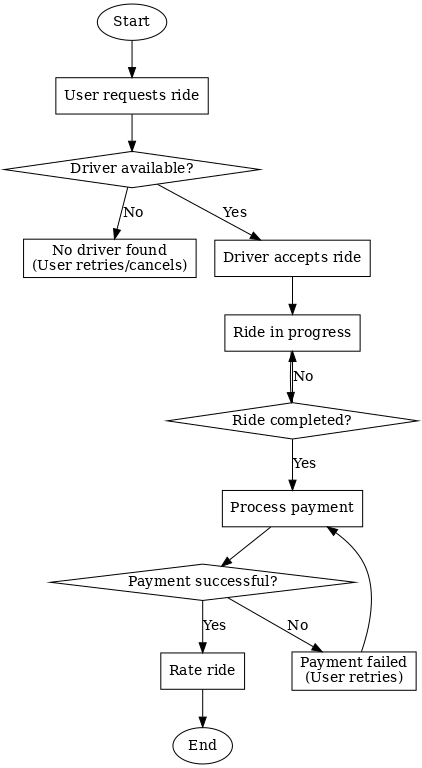 Start
User requests ride
Driver available?
No
Yes
No driver found
(User retries/cancels)
Driver accepts ride
Ride in progress
No
Ride completed?
Yes
Process payment
Payment successful?
Yes
No
Rate ride
Payment failed
(User retries)
End